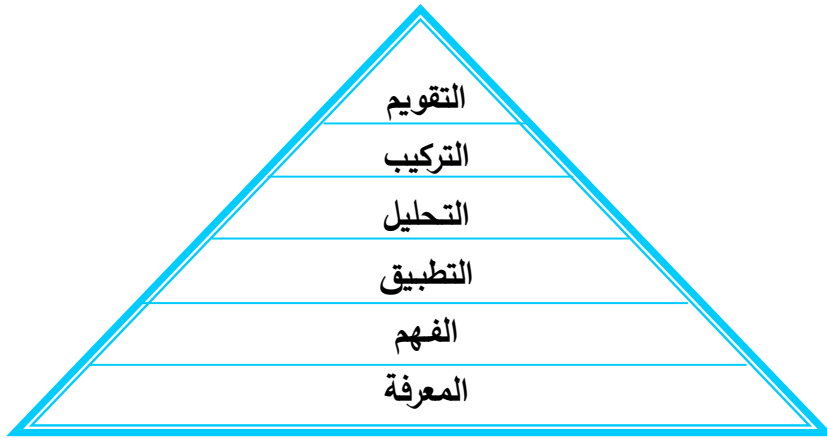 التقويم
التركيب
التحليل
التطبيق
الفهم
المعرفة